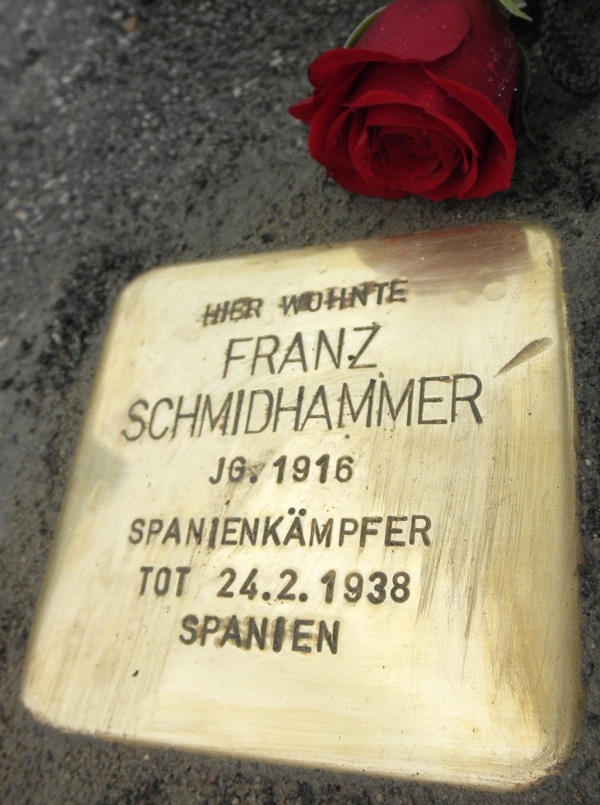 HIER WOHNTE
FRANZ
SCHMIDHAMMER
JG. 1916
SPANIENKÄMPFER
TOT 24.2.1938
SPANIEN